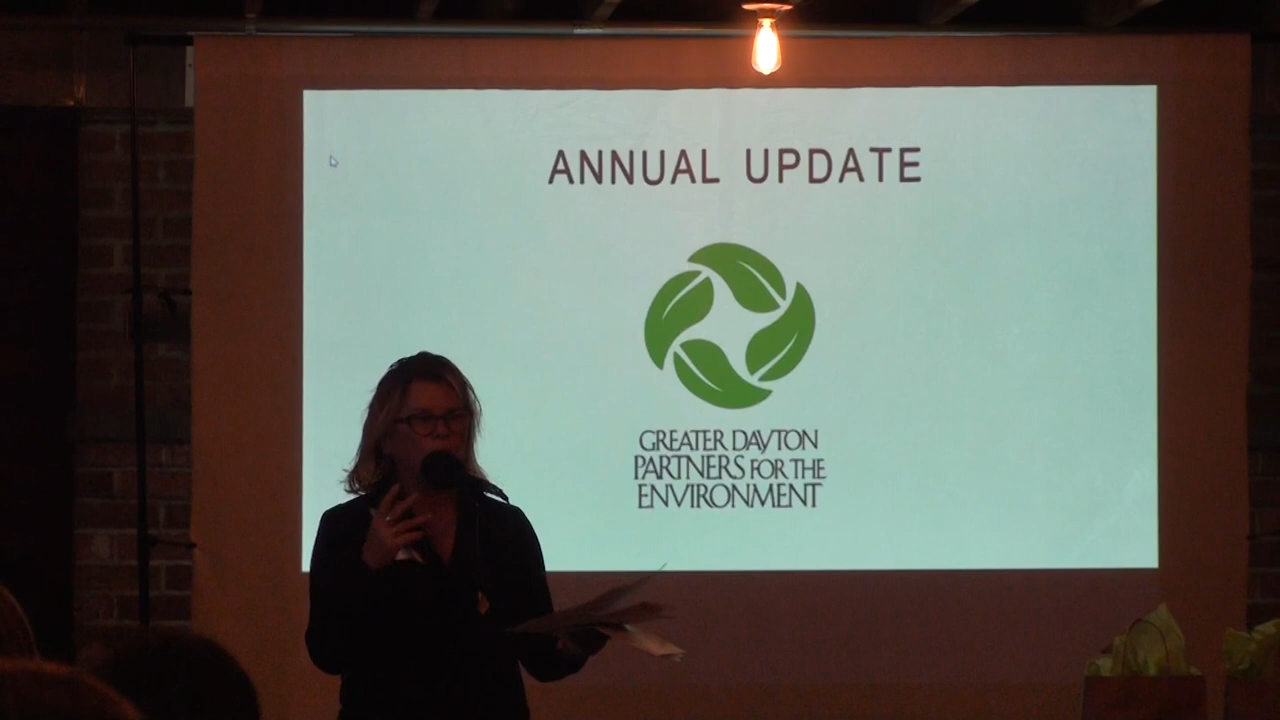 ANNUAL UPDATE
GREATER DAYTON
PARTNERS FOR THE
ENVIRONMENT